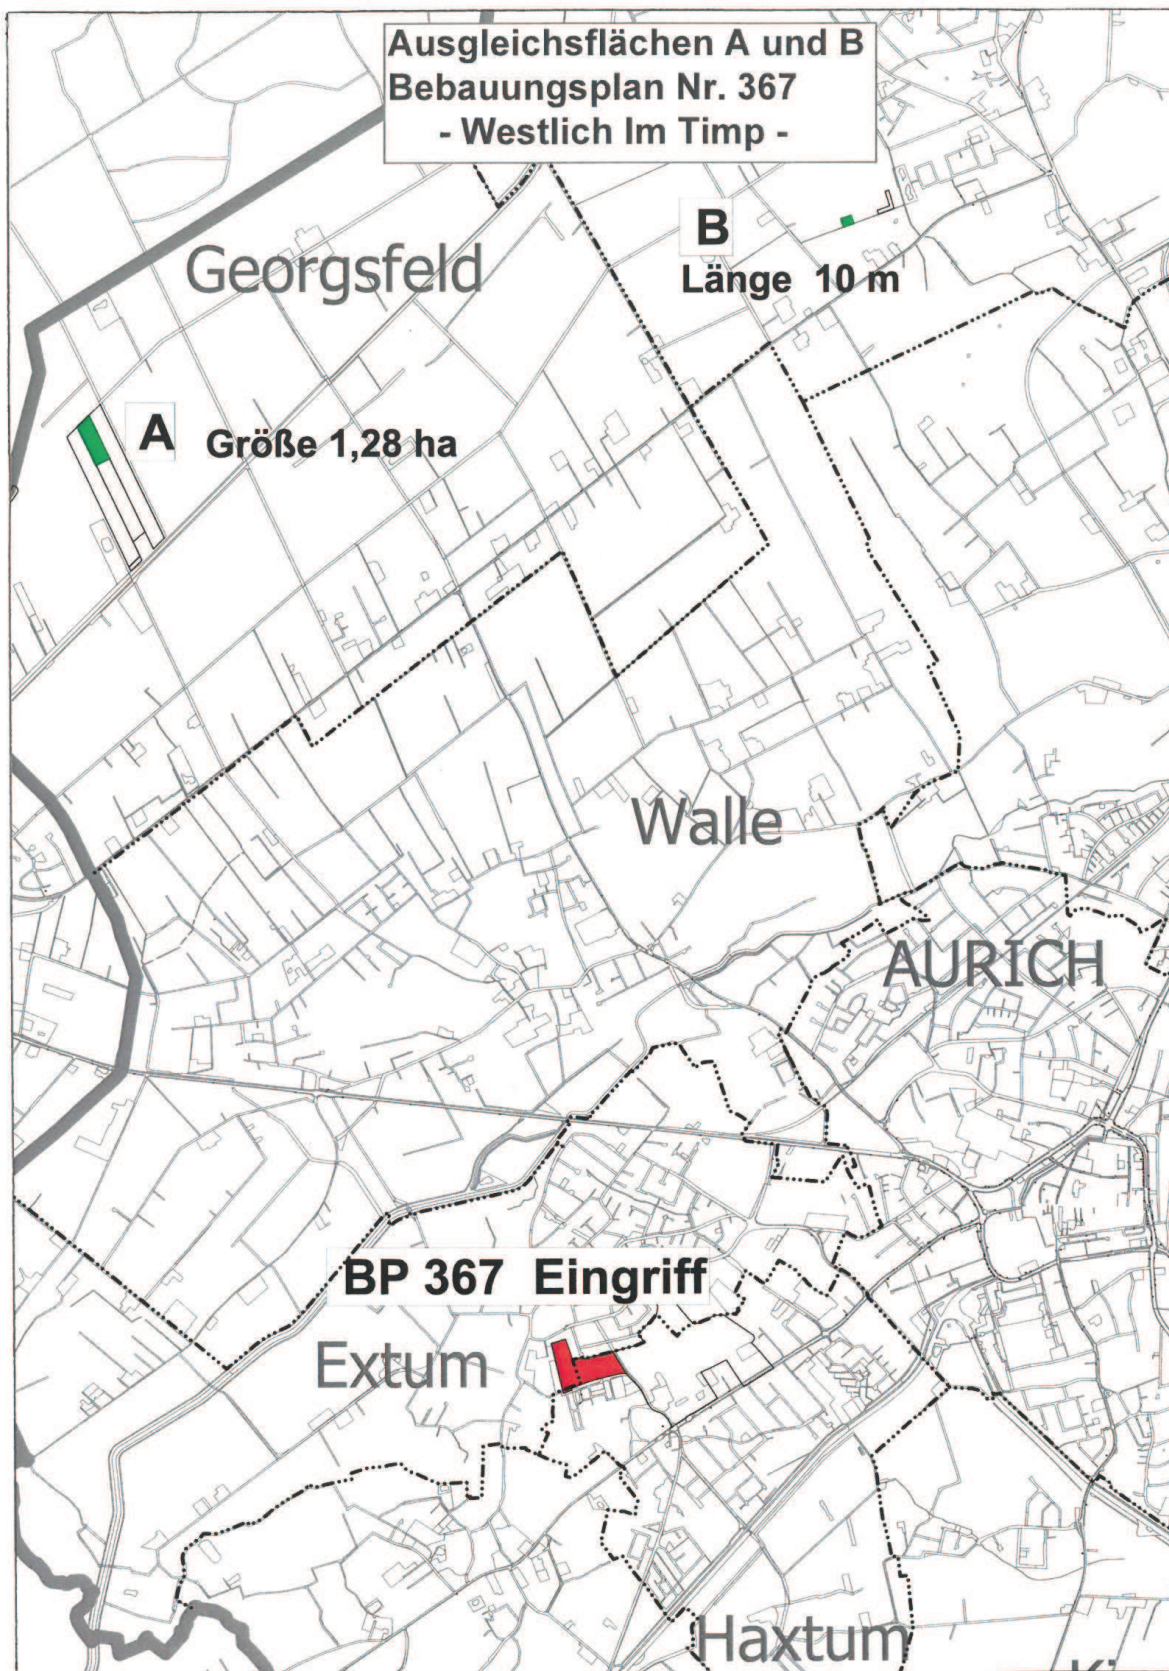 Ausgleichsflächen A und B
Bebauungsplan Nr. 367
- Westlich Im Timp -
B
Länge 10 m
Georgsfeld
A Größe 1,28 ha
Walle
AURICH
BP 367 Eingriff
Extum
Haxtum